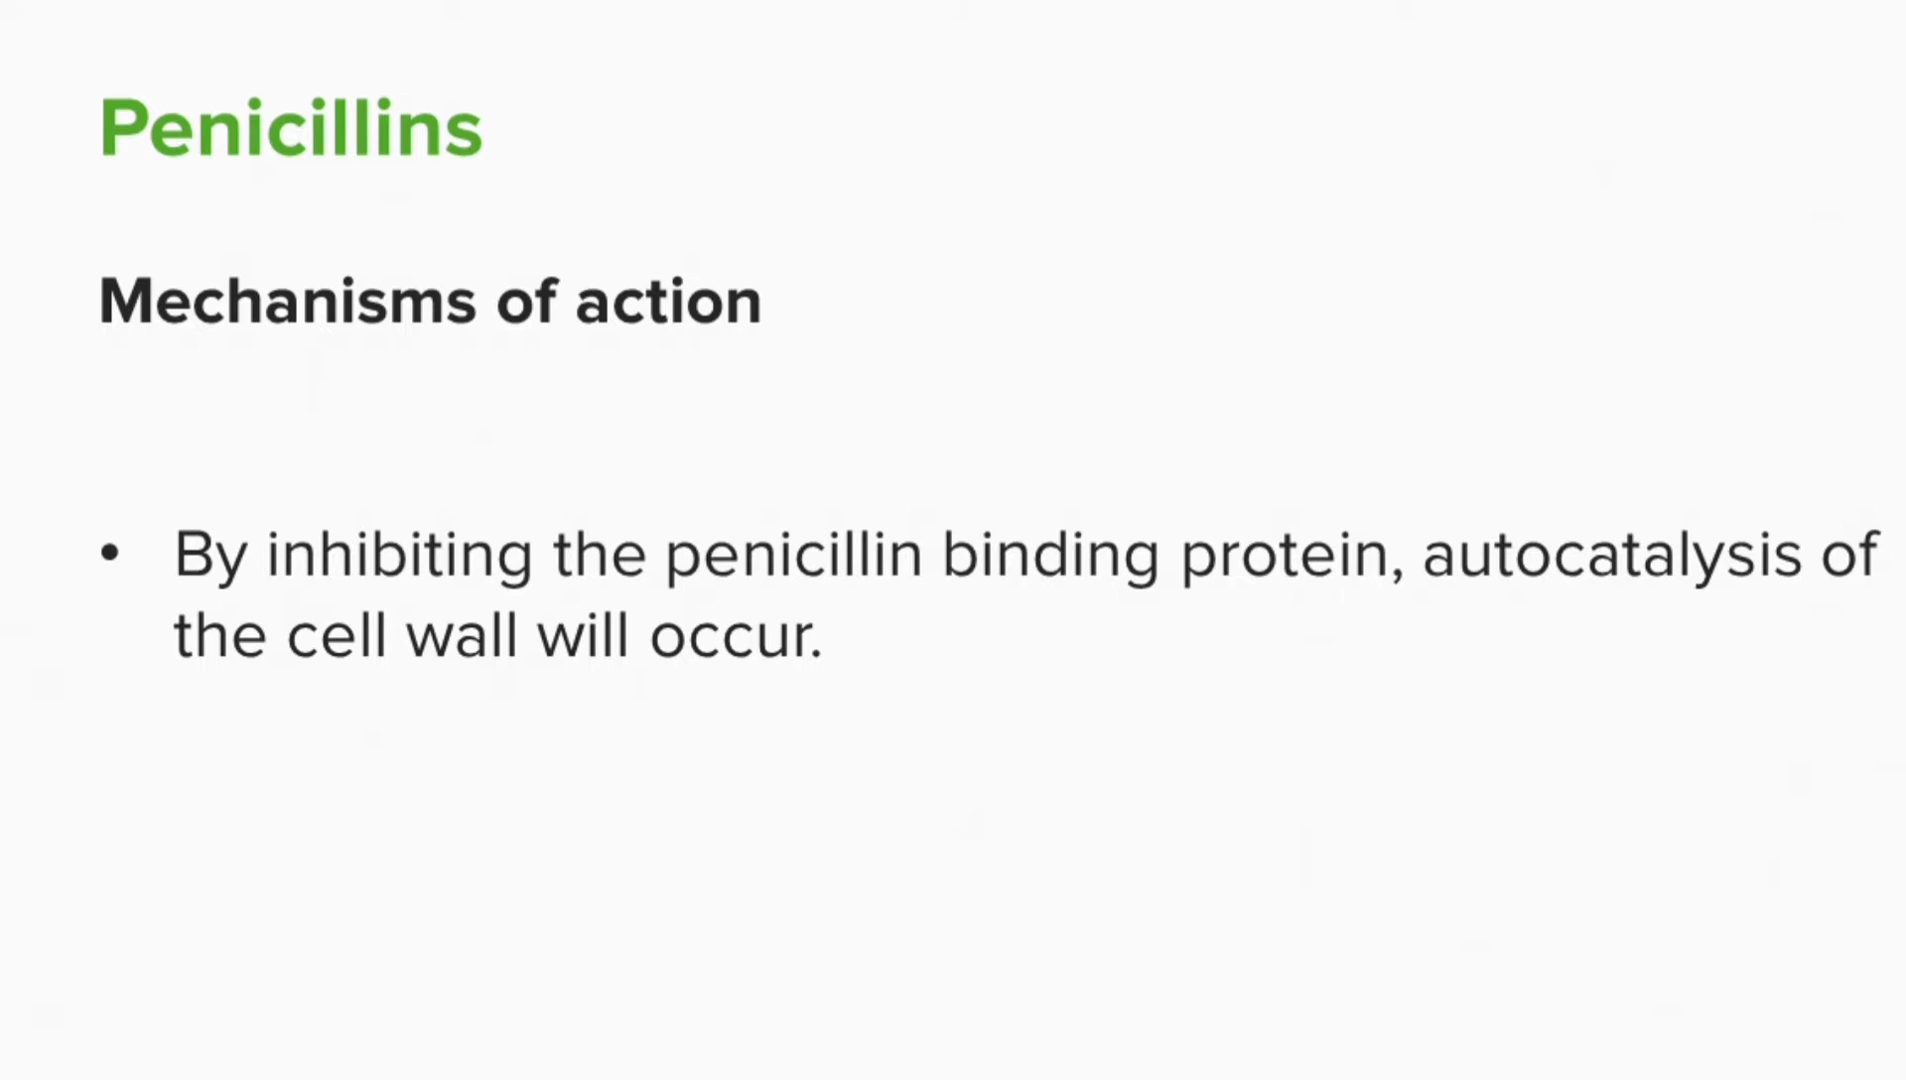 Penicillins
Mechanisms of action
• By inhibiting the penicillin binding protein, autocatalysis of
the cell wall will occur.